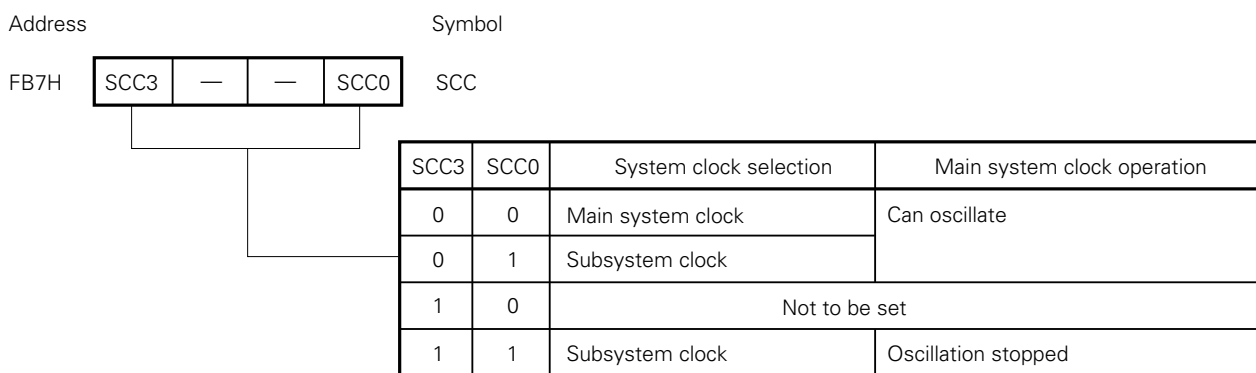 Address Symbol
FB7H SCC3 — — SCC0 SCC
SCC3 SCC0 System clock selection Main system clock operation
0 0 Main system clock Can oscillate
0 1 Subsystem clock
1 0 Not to be set
1 1 Subsystem clock Oscillation stopped